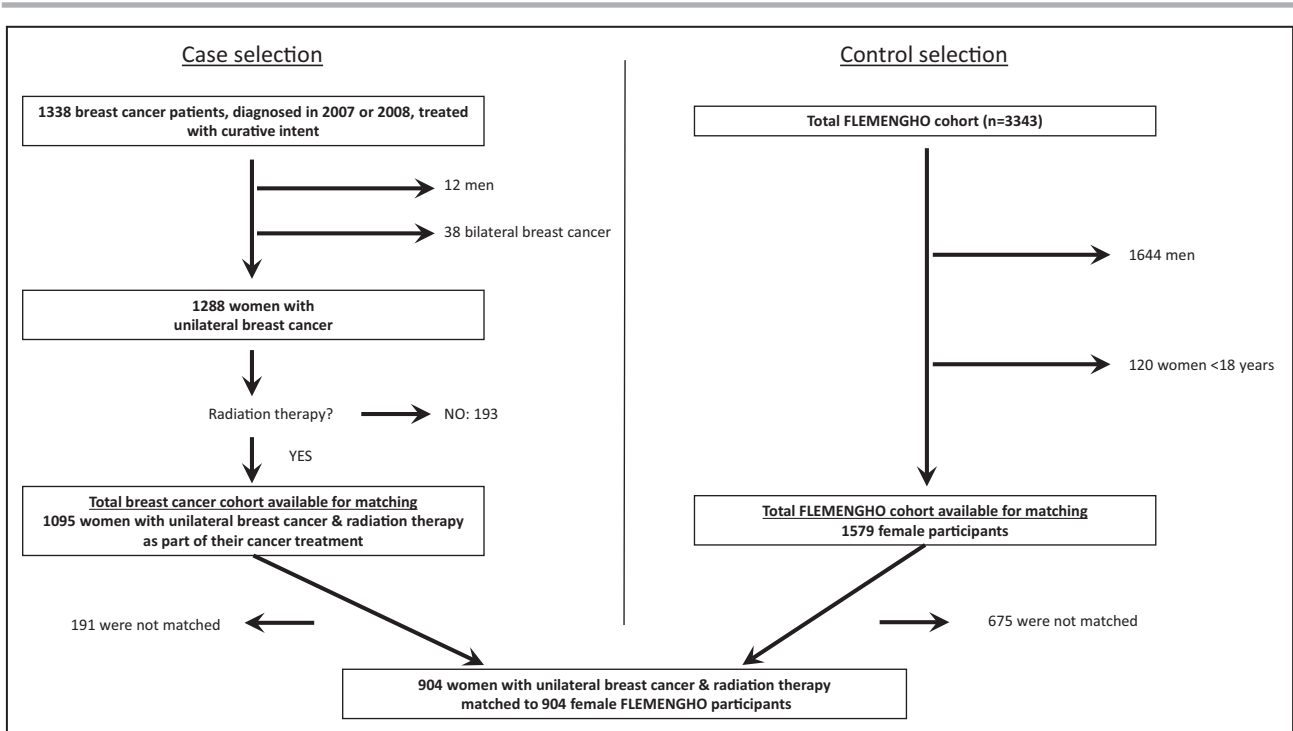 Case selection
1338 breast cancer patients, diagnosed in 2007 or 2008, treated
with curative intent
12 men
38 bilateral breast cancer
1288 women with
unilateral breast cancer
Radiation therapy?
NO: 193
YES
Total breast cancer cohort available for matching
1095 women with unilateral breast cancer & radiation therapy
as part of their cancer treatment
191 were not matched
Control selection
Total FLEMENGHO cohort (n=3343)
1644 men
120 women <18 years
Total FLEMENGHO cohort available for matching
1579 female participants
675 were not matched
904 women with unilateral breast cancer & radiation therapy
matched to 904 female FLEMENGHO participants